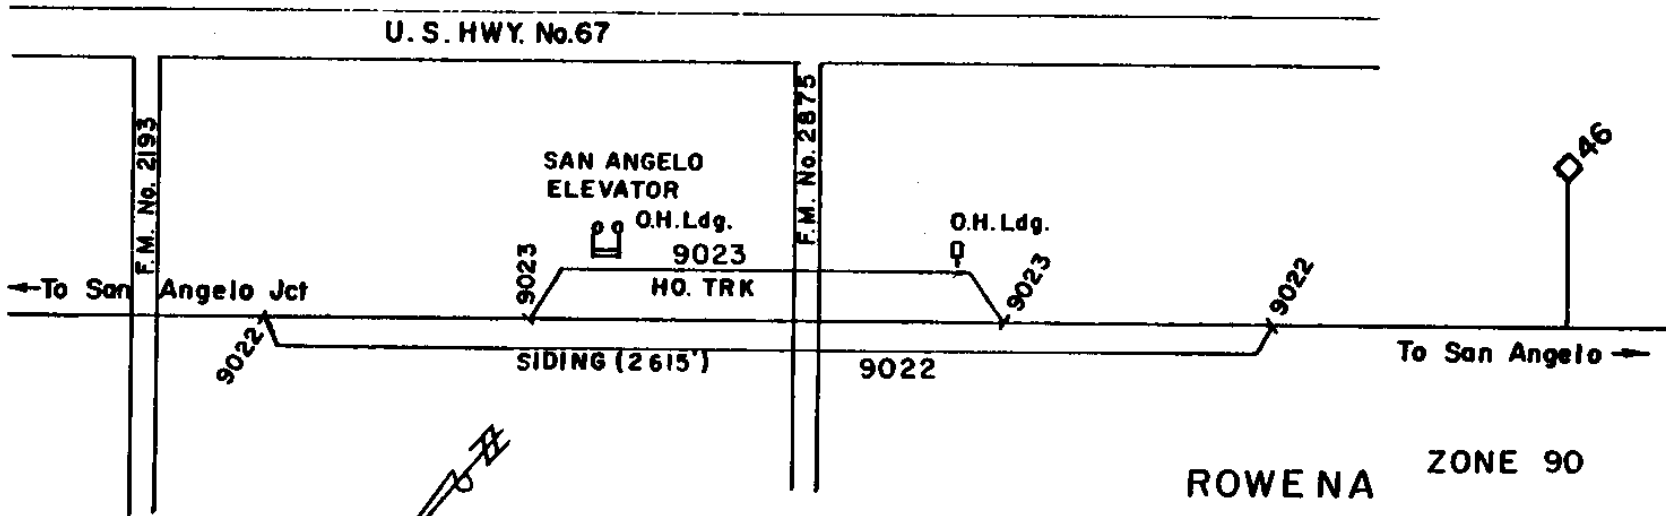 U.S. HWY. No.67
F.M. No. 2193
F.M. No. 2875
SAN ANGELO
ELEVATOR
O.H.Ldg.
O.H.Ldg.
46
9023
9023
9023
9022
HO. TRK
To San Angelo Jct
9022
SIDING (2615')
9022
To San Angelo
ROWENA
ZONE 90